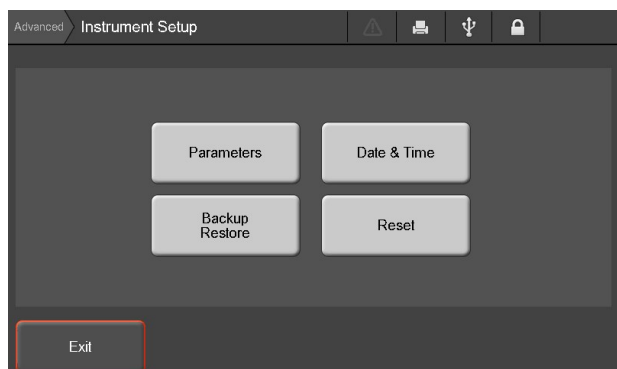 Advanced Instrument Setup
Parameters
Date & Time
Backup
Restore
Reset
Exit